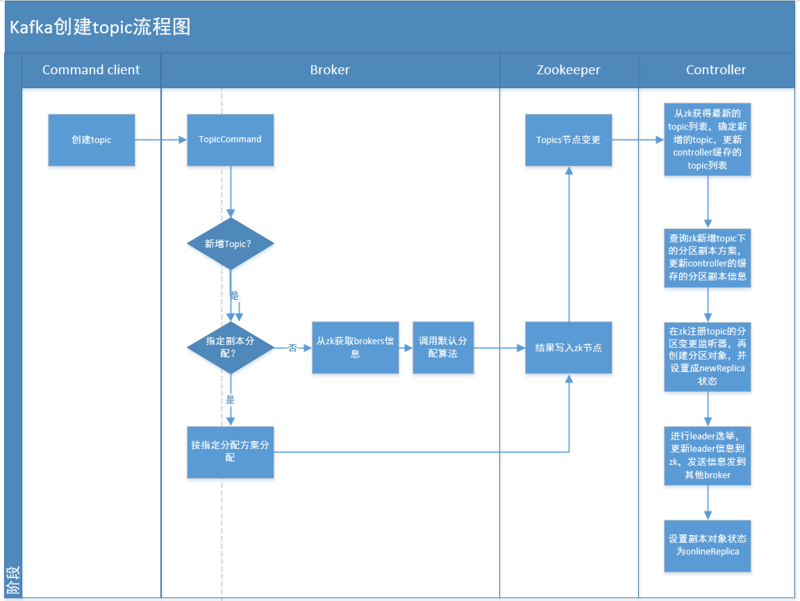 Kafka创建topic流程图
Command client
Broker
Zookeeper
Controller
创建topic
TopicCommand
新增Topic?
是
指定副本分
配?
否
从zk获取brokers信
息
调用默认分
配算法
是
按指定分配方案分
配
Topics节点变更
结果写入zk节点
从zk获得最新的
topic列表，确定新
增的topic，更新
controller缓存的
topic列表
查询zk新增topic下
的分区副本方案，
更新controller的缓
存的分区副本信息
在zk注册topic的分
区变更监听器，再
创建分区对象，并
设置成newReplica
状态
进行leader选举，
更新leader信息到
zk，发送信息发到
其他broker
设置副本对象状态
为onlineReplica
阶段